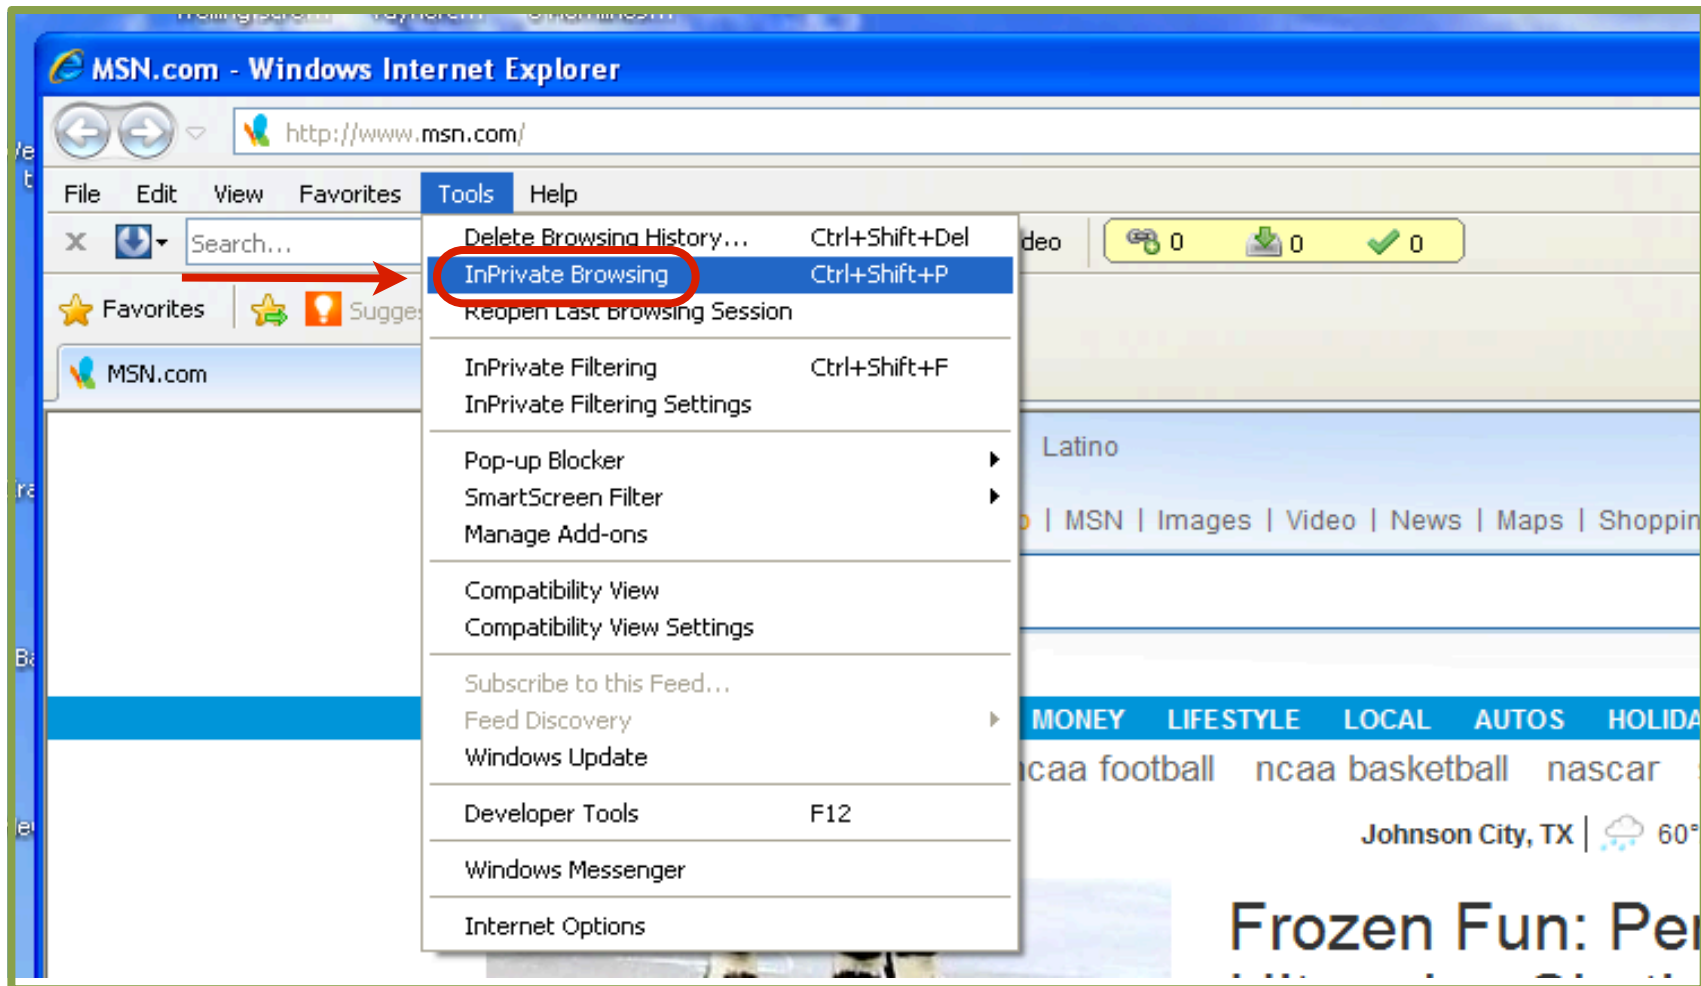 MSN.com - Windows Internet Explorer
http://www.msn.com/
File Edit View Favorites Tools Help
Search...
deo 0 0 0
Favorites
MSN.com
Delete Browsing History... Ctrl+Shift+Del
InPrivate Browsing Ctrl+Shift+P
Reopen Last Browsing Session
InPrivate Filtering Ctrl+Shift+F
InPrivate Filtering Settings
Pop-up Blocker
SmartScreen Filter
Manage Add-ons
Compatibility View
Compatibility View Settings
Subscribe to this Feed...
Feed Discovery
Windows Update
Developer Tools F12
Windows Messenger
Internet Options
Latino
| MSN | Images | Video | News | Maps | Shoppin
MONEY LIFESTYLE LOCAL AUTOS HOLIDA
ncaa football ncaa basketball nascar
Johnson City, TX | 60°
Frozen Fun: Per